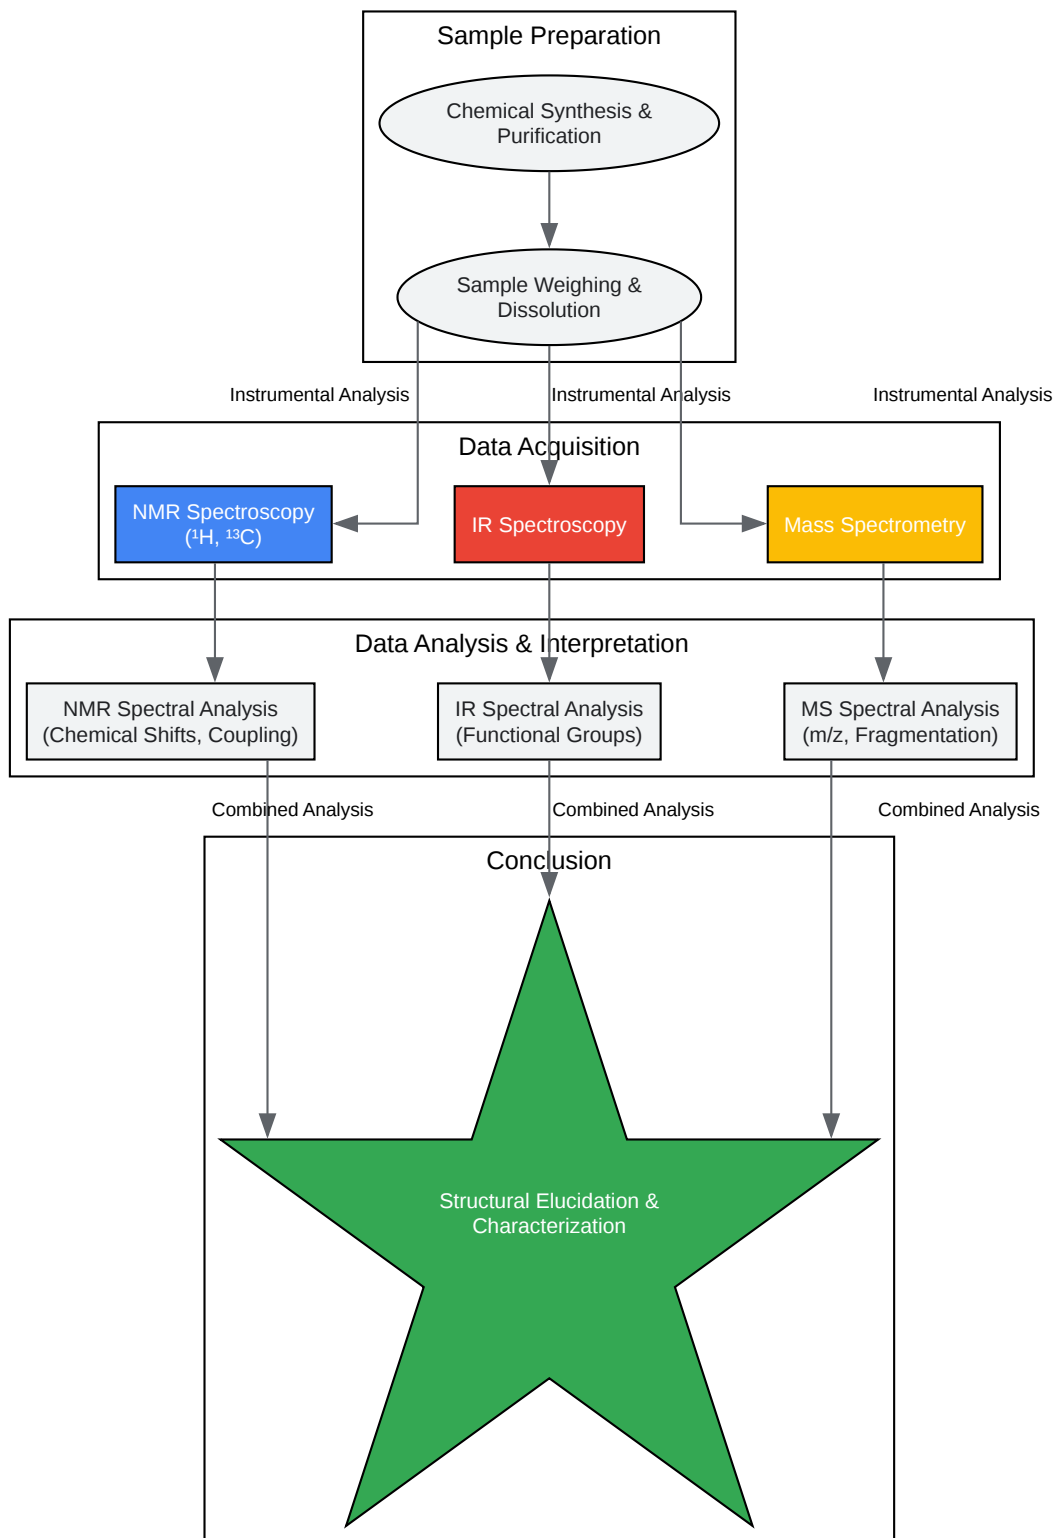 Sample Preparation
Chemical Synthesis &
Purification
Sample Weighing &
Dissolution
Instrumental Analysis
Instrumental Analysis
Instrumental Analysis
Data Acquisition
NMR Spectroscopy
(¹H, ¹³C)
IR Spectroscopy
Mass Spectrometry
Data Analysis & Interpretation
NMR Spectral Analysis
(Chemical Shifts, Coupling)
IR Spectral Analysis
(Functional Groups)
MS Spectral Analysis
(m/z, Fragmentation)
Combined Analysis
Combined Analysis
Combined Analysis
Conclusion
Structural Elucidation &
Characterization